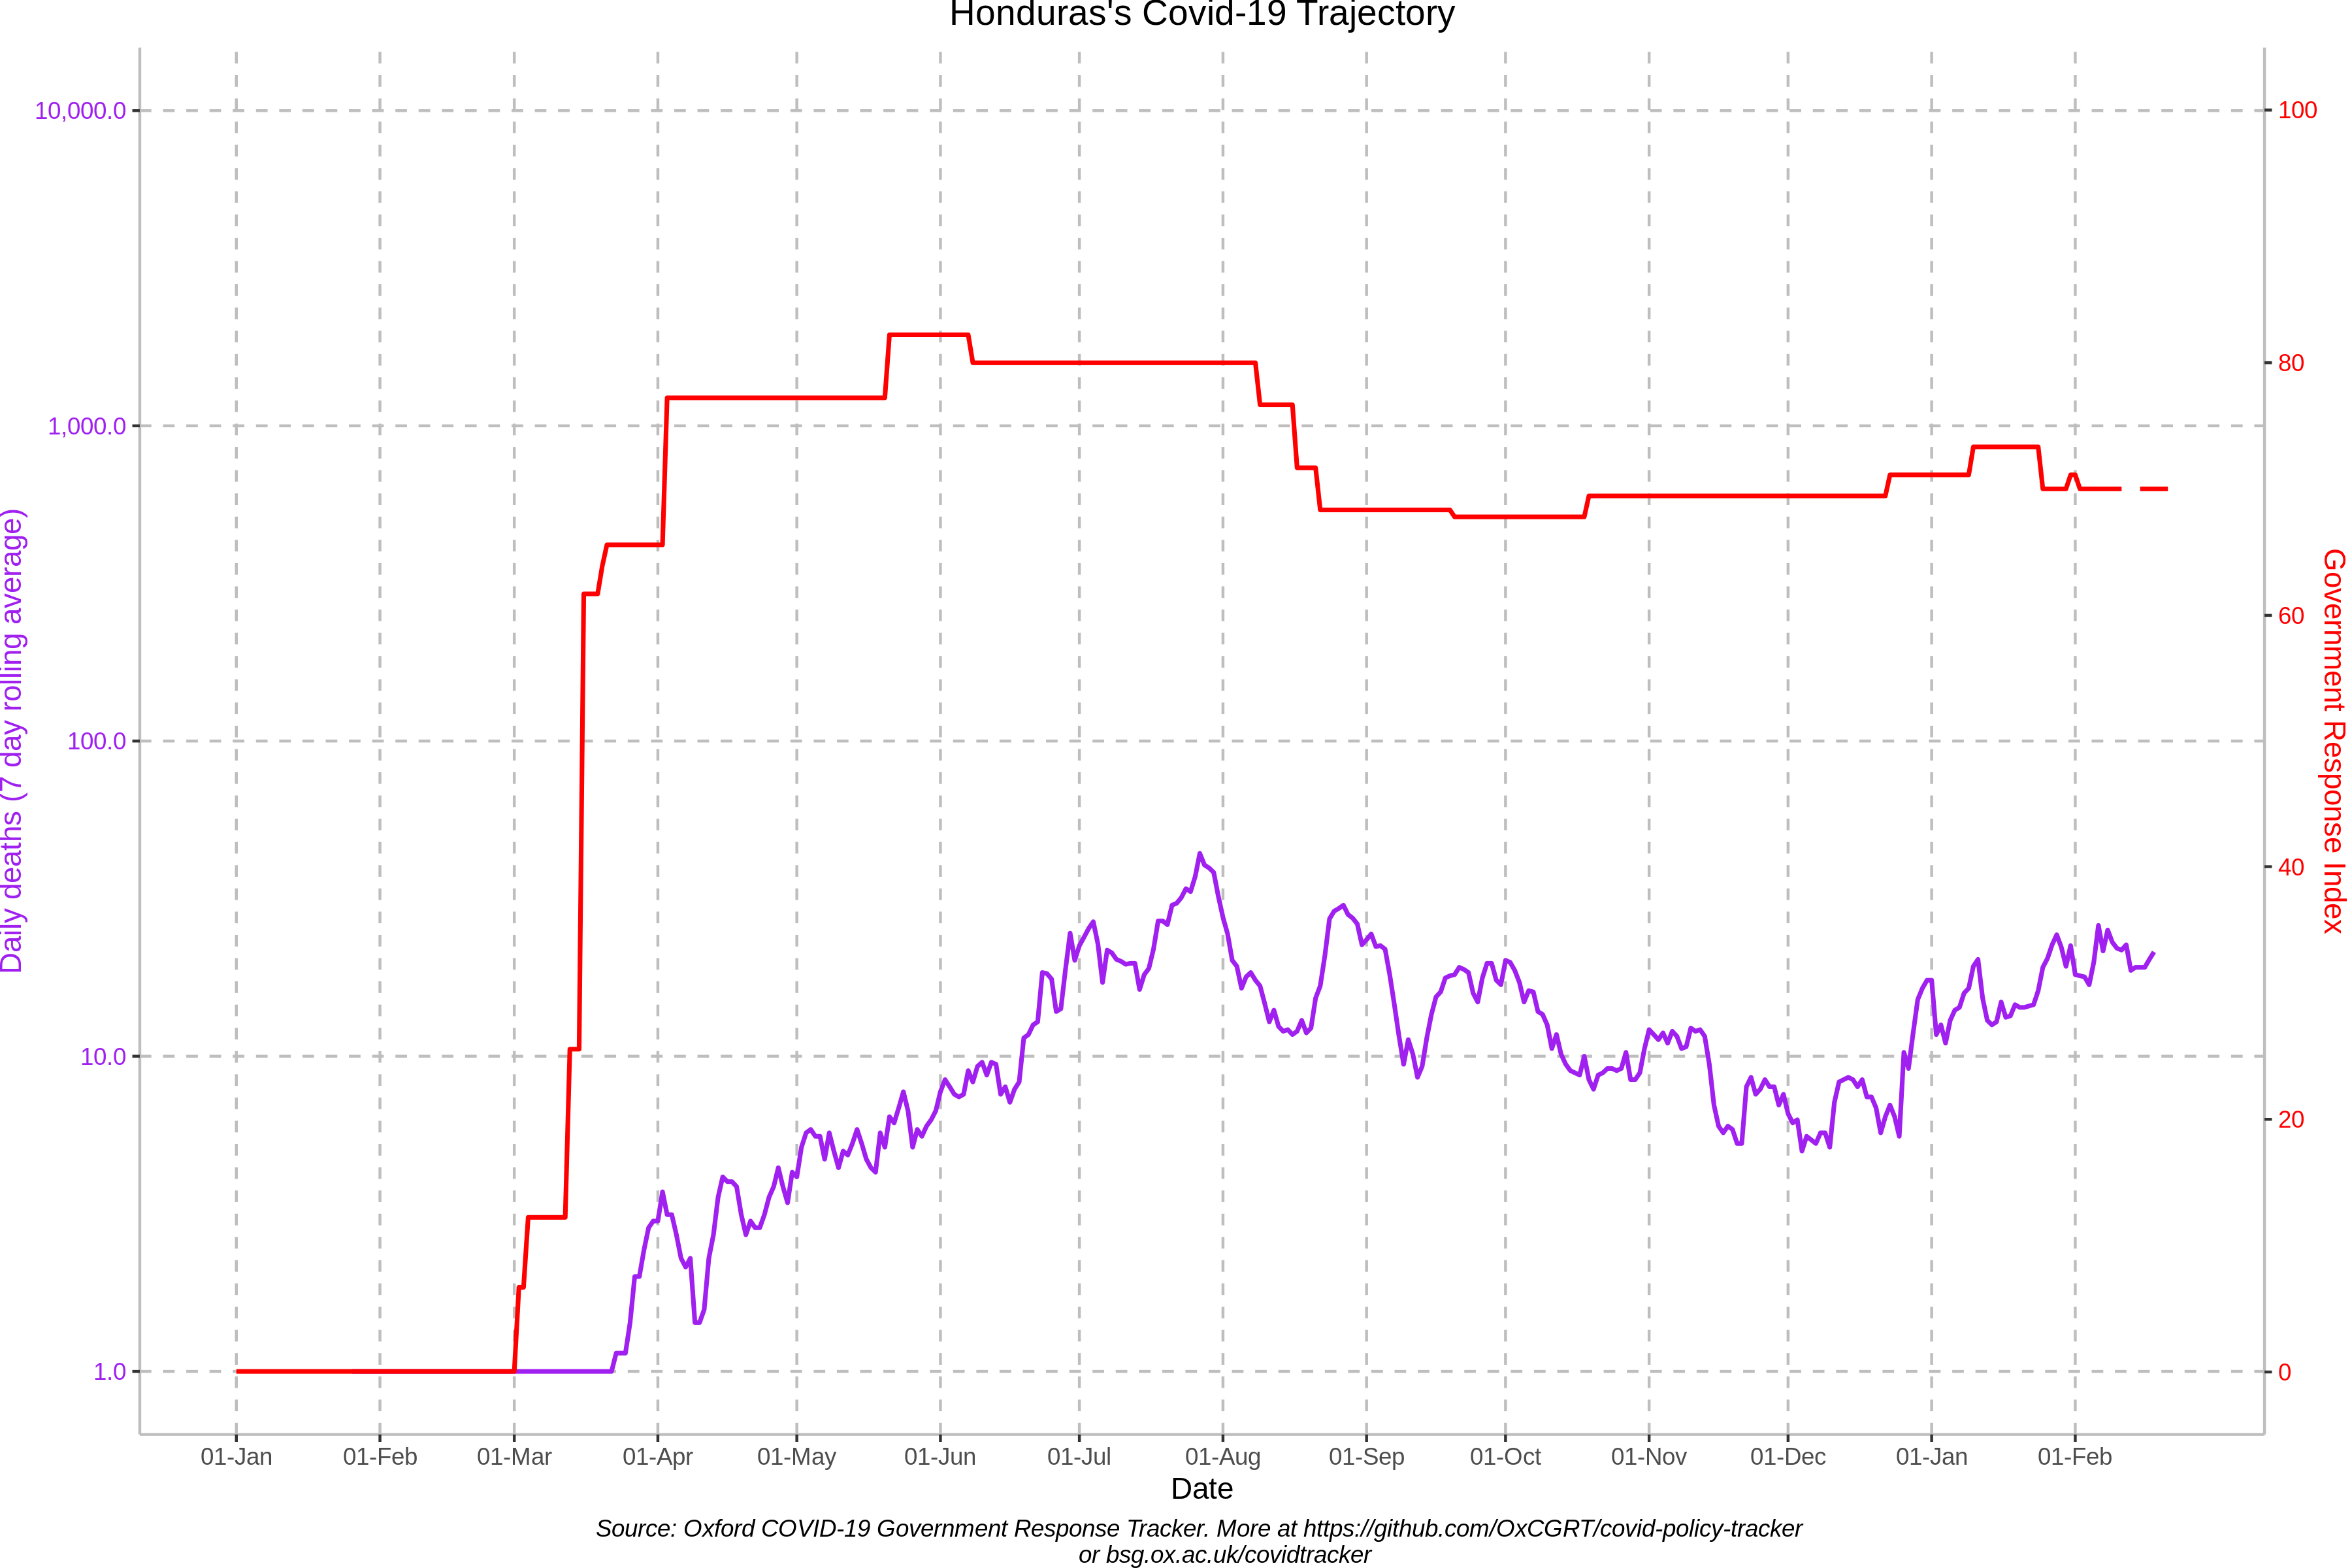 Honduras's Covid-19 Trajectory
Daily deaths (7 day rolling average)
10,000.0
1,000.0
100.0
10.0
1.0
100
80
60
40
20
0
Government Response Index
01-Jan 01-Feb 01-Mar 01-Apr 01-May 01-Jun 01-Jul 01-Aug 01-Sep 01-Oct 01-Nov 01-Dec 01-Jan 01-Feb
Date
Source: Oxford COVID-19 Government Response Tracker. More at https://github.com/OxCGRT/covid-policy-tracker
or bsg.ox.ac.uk/covidtracker